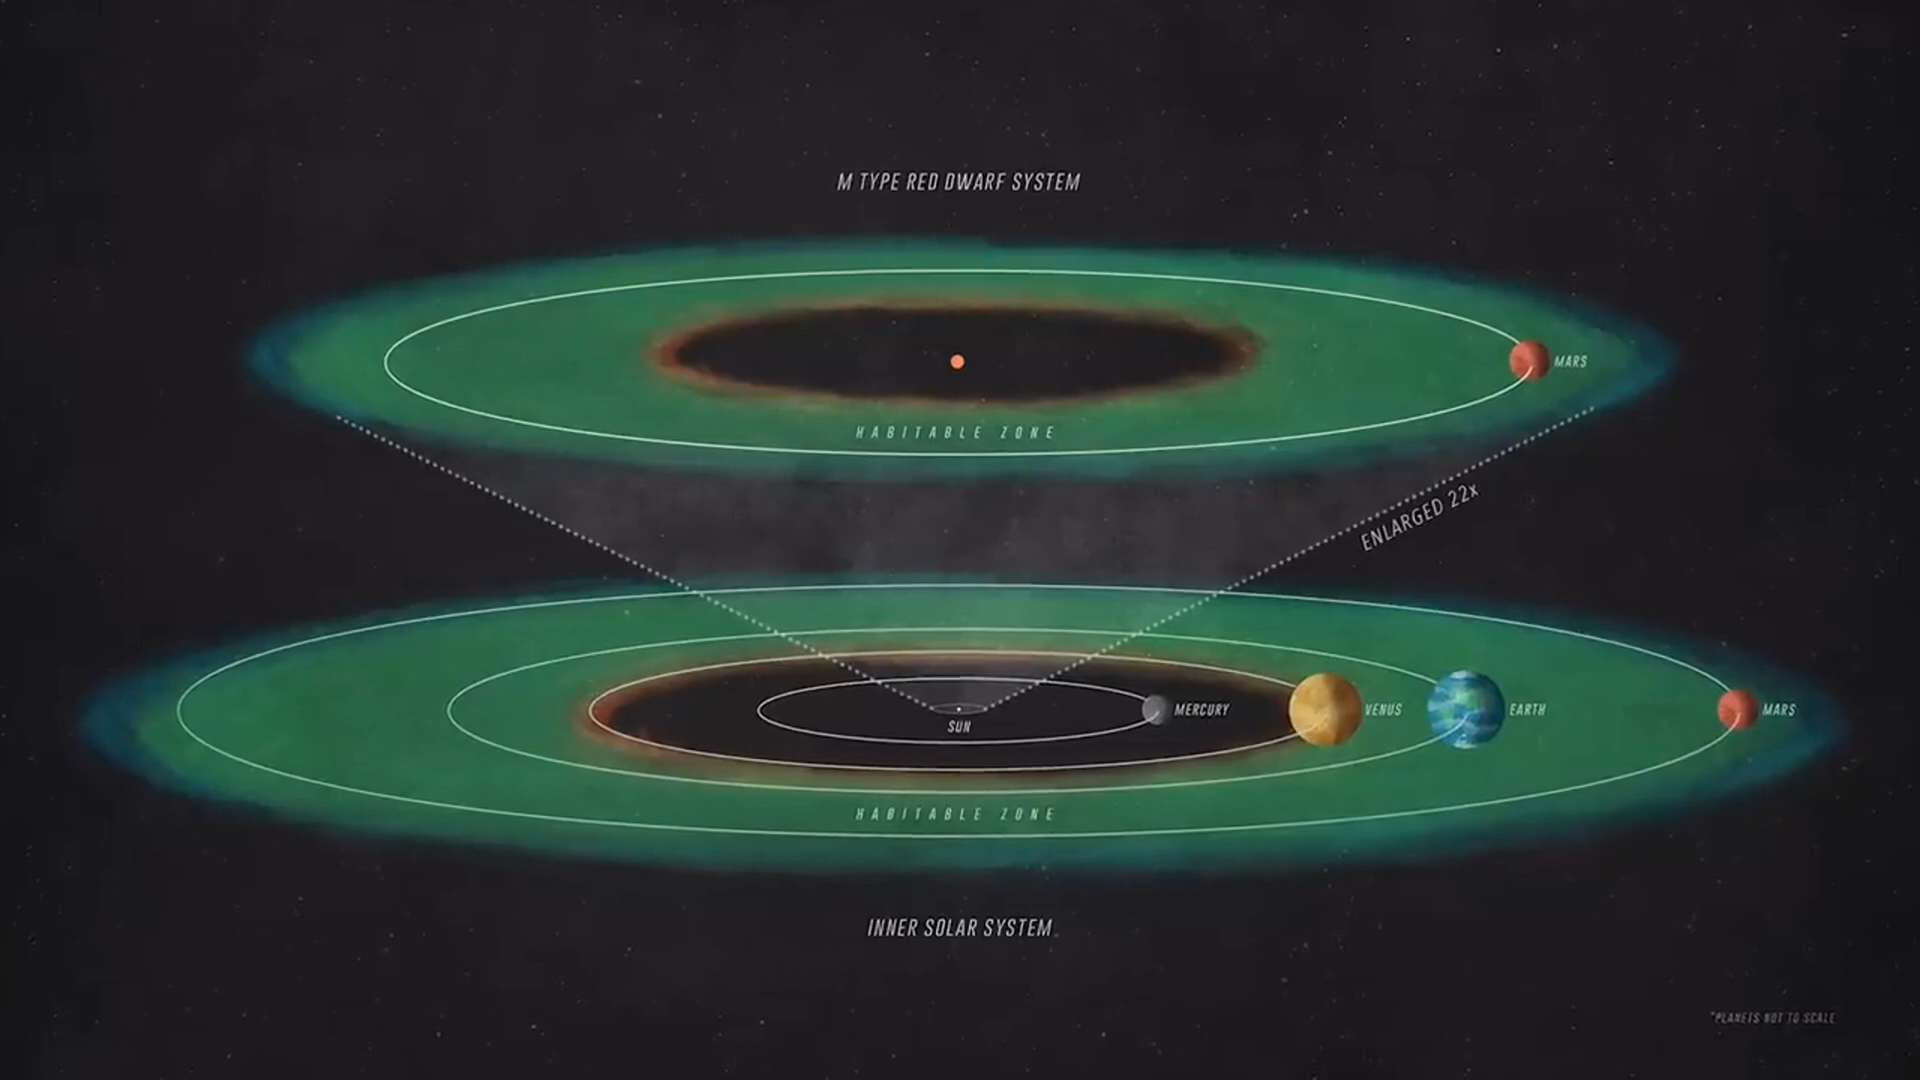 M TYPE RED DWARF SYSTEM
MARS
HABITABLE ZONE
ENLARGED 22x
MERCURY
VENUS
EARTH
MARS
SUN
HABITABLE ZONE
INNER SOLAR SYSTEM
*PLANETS NOT TO SCALE